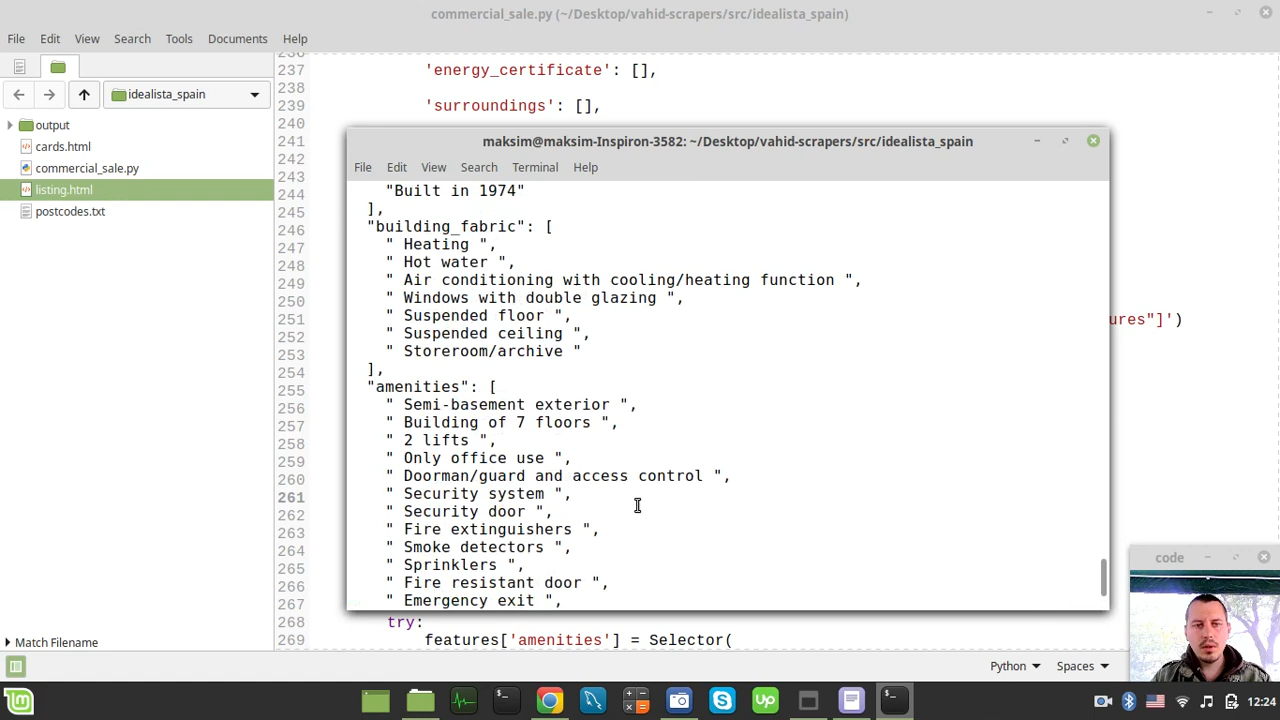 commercial_sale.py (~/Desktop/vahid-scrapers/src/idealista_spain)
File Edit View Search Tools Documents Help
idealista_spain
output
cards.html
commercial_sale.py
listing.html
postcodes.txt
Match Filename
237 'energy_certificate': [],
238
239 'surroundings': [],
240
241
242
243
244
245
246
247
248
249
250
251 ures"]')
252
253
254
255
256
257
258
259
260
261
262
263
264
265
266
267
268 try:
269 features['amenities'] = Selector(
maksim@maksim-Inspiron-3582: ~/Desktop/vahid-scrapers/src/idealista_spain
File Edit View Search Terminal Help
"Built in 1974"
],
"building_fabric": [
" Heating ",
" Hot water ",
" Air conditioning with cooling/heating function ",
" Windows with double glazing ",
" Suspended floor ",
" Suspended ceiling ",
" Storeroom/archive "
],
"amenities": [
" Semi-basement exterior ",
" Building of 7 floors ",
" 2 lifts ",
" Only office use ",
" Doorman/guard and access control ",
" Security system ",
" Security door ",
" Fire extinguishers ",
" Smoke detectors ",
" Sprinklers ",
" Fire resistant door ",
" Emergency exit ",
code
Python Spaces
12:24